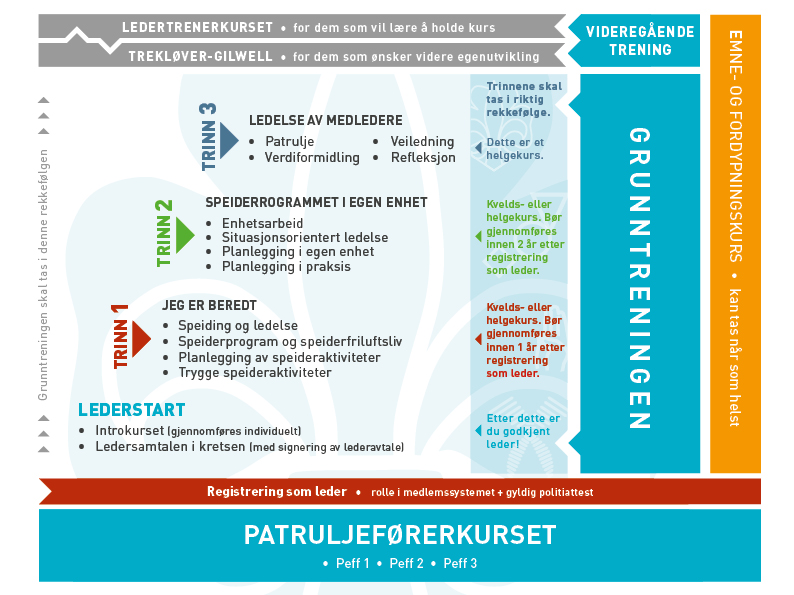 LEDERTRENERKURSET • for dem som vil lære å holde kurs
TREKLØVER-GILWELL • for dem som ønsker videre egenutvikling
VIDEREGÅENDE
TRENING
EMNE- OG FORDYPNINGSKURS • kan tas når som helst
GRUNNTRENINGEN
Grunntreningen skal tas i denne rekkefølgen
TRINN 3
LEDELSE AV MEDLEDERE
• Patrulje
• Veiledning
• Verdiformidling
• Refleksjon
Trinnene skal
tas i riktig
rekkefølge.
Dette er et
helgekurs.
TRINN 2
SPEIDERROGRAMMET I EGEN ENHET
• Enhetsarbeid
• Situasjonsorientert ledelse
• Planlegging i egen enhet
• Planlegging i praksis
Kvelds- eller
helgekurs. Bør
gjennomføres
innen 2 år etter
registrering
som leder.
TRINN 1
JEG ER BEREDT
• Speiding og ledelse
• Speiderprogram og speiderfriluftsliv
• Planlegging av speideraktiviteter
• Trygge speideraktiviteter
Kvelds- eller
helgekurs. Bør
gjennomføres
innen 1 år etter
registrering
som leder.
LEDERSTART
• Introkurset (gjennomføres individuelt)
• Ledersamtalen i kretsen (med signering av lederavtale)
Etter dette er
du godkjent
leder!
Registrering som leder • rolle i medlemssystemet + gyldig politiattest
PATRULJEFØRERKURSET
• Peff 1 • Peff 2 • Peff 3